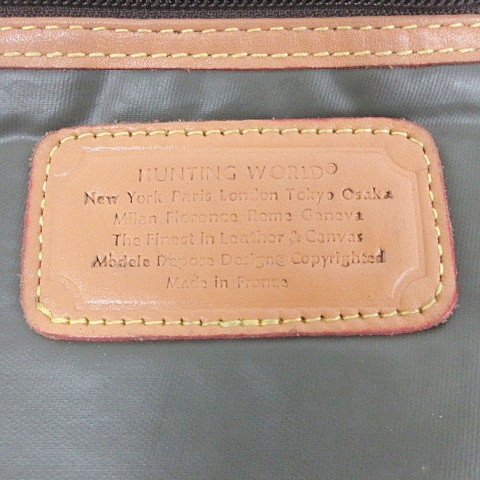 HUNTING WORLD®
New York Paris London Tokyo Osaka
Milan Florence Rome Geneva
The Finest in Leather & Canvas
Modele Depose Designs Copyrighted
Made in France